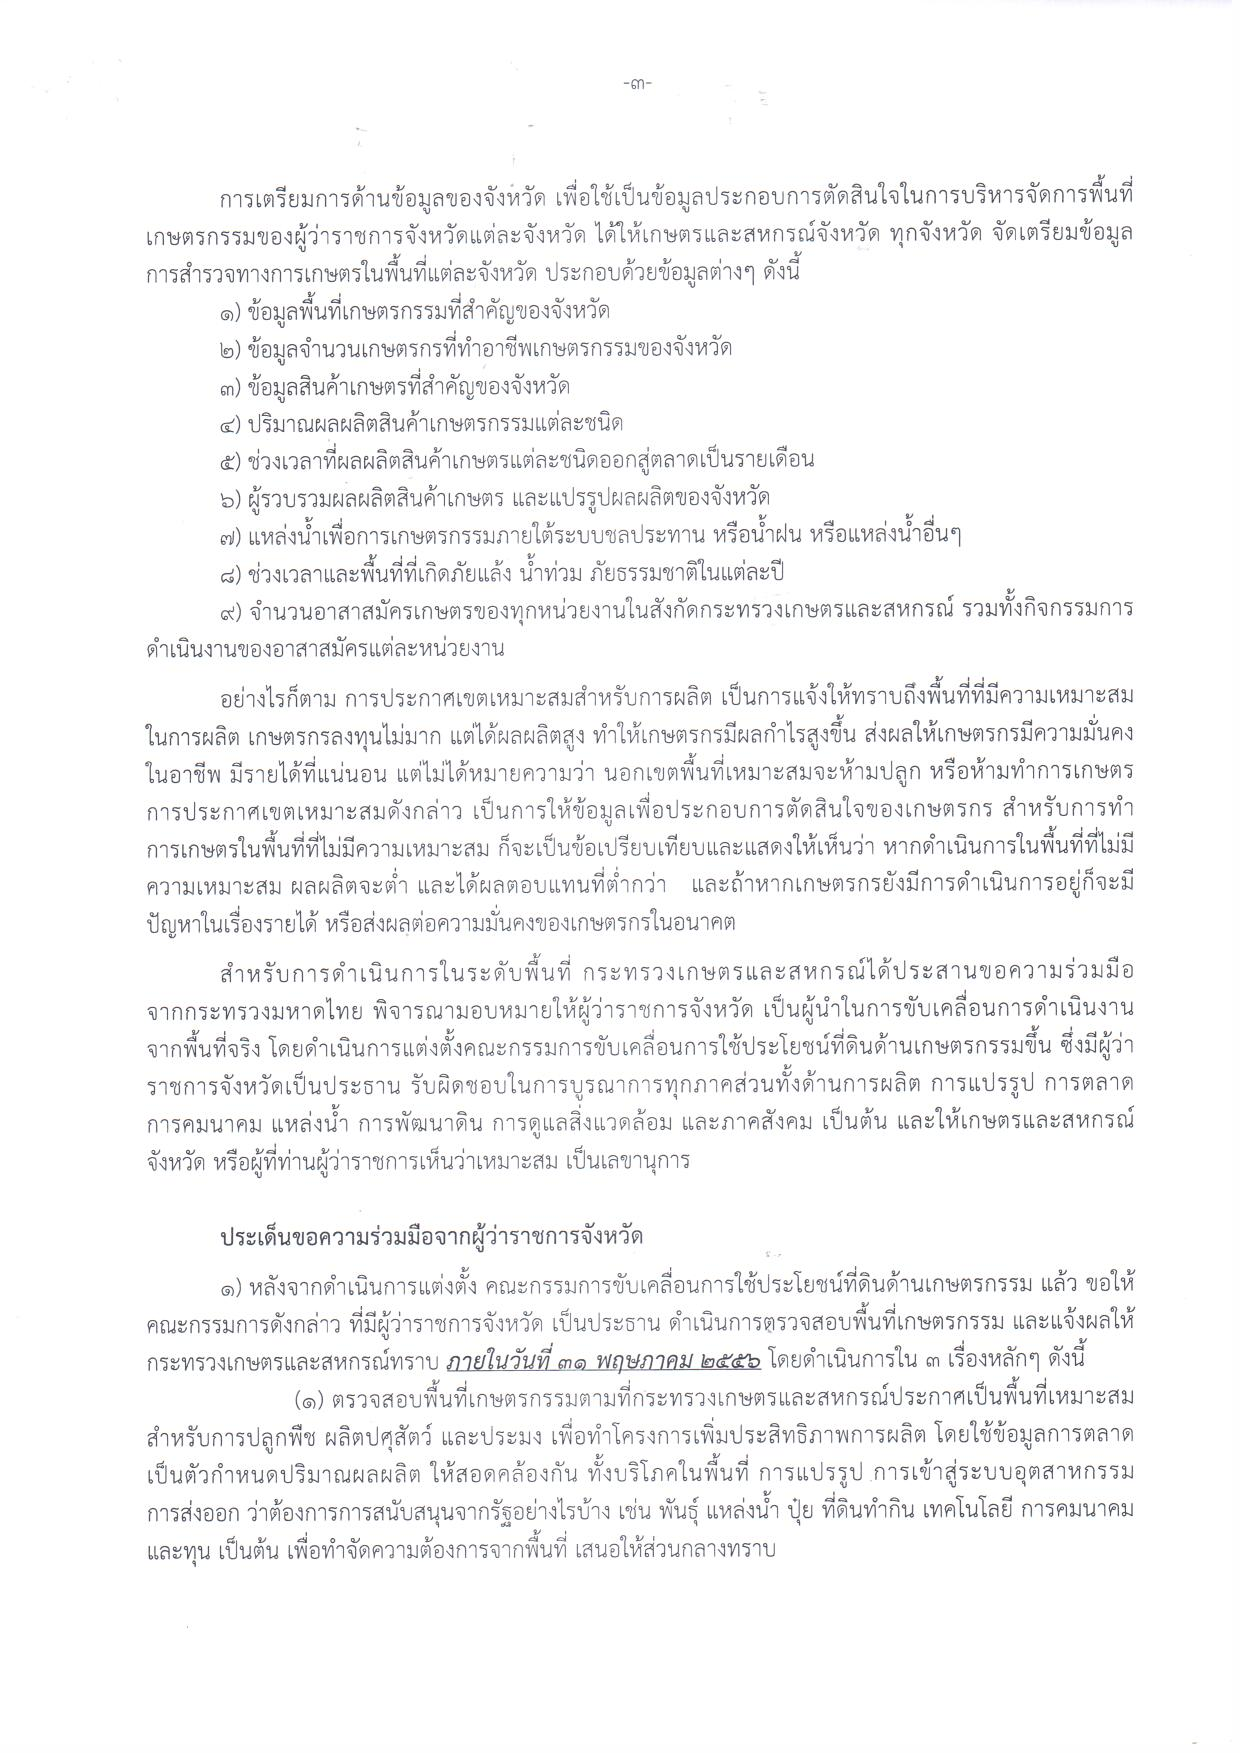 -๓-
การเตรียมการด้านข้อมูลของจังหวัด เพื่อใช้เป็นข้อมูลประกอบการตัดสินใจในการบริหารจัดการพื้นที่
เกษตรกรรมของผู้ว่าราชการจังหวัดแต่ละจังหวัด ได้ให้เกษตรและสหกรณ์จังหวัด ทุกจังหวัด จัดเตรียมข้อมูล
การสำรวจทางการเกษตรในพื้นที่แต่ละจังหวัด ประกอบด้วยข้อมูลต่างๆ ดังนี้
๑) ข้อมูลพื้นที่เกษตรกรรมที่สำคัญของจังหวัด
๒) ข้อมูลจำนวนเกษตรกรที่ทำอาชีพเกษตรกรรมของจังหวัด
๓) ข้อมูลสินค้าเกษตรที่สำคัญของจังหวัด
๔) ปริมาณผลผลิตสินค้าเกษตรกรรมแต่ละชนิด
๕) ช่วงเวลาที่ผลผลิตสินค้าเกษตรแต่ละชนิดออกสู่ตลาดเป็นรายเดือน
๖) ผู้รวบรวมผลผลิตสินค้าเกษตร และแปรรูปผลผลิตของจังหวัด
๗) แหล่งน้ำเพื่อการเกษตรกรรมภายใต้ระบบชลประทาน หรือน้ำฝน หรือแหล่งน้ำอื่นๆ
๘) ช่วงเวลาและพื้นที่ที่เกิดภัยแล้ง น้ำท่วม ภัยธรรมชาติในแต่ละปี
๙) จำนวนอาสาสมัครเกษตรของทุกหน่วยงานในสังกัดกระทรวงเกษตรและสหกรณ์ รวมทั้งกิจกรรมการ
ดำเนินงานของอาสาสมัครแต่ละหน่วยงาน
อย่างไรก็ตาม การประกาศเขตเหมาะสมสำหรับการผลิต เป็นการแจ้งให้ทราบถึงพื้นที่ที่มีความเหมาะสม
ในการผลิต เกษตรกรลงทุนไม่มาก แต่ได้ผลผลิตสูง ทำให้เกษตรกรมีผลกำไรสูงขึ้น ส่งผลให้เกษตรกรมีความมั่นคง
ในอาชีพ มีรายได้ที่แน่นอน แต่ไม่ได้หมายความว่า นอกเขตพื้นที่เหมาะสมจะห้ามปลูก หรือห้ามทำการเกษตร
การประกาศเขตเหมาะสมดังกล่าว เป็นการให้ข้อมูลเพื่อประกอบการตัดสินใจของเกษตรกร สำหรับการทำ
การเกษตรในพื้นที่ที่ไม่มีความเหมาะสม ก็จะเป็นข้อเปรียบเทียบและแสดงให้เห็นว่า หากดำเนินการในพื้นที่ที่ไม่มี
ความเหมาะสม ผลผลิตจะต่ำ และได้ผลตอบแทนที่ต่ำกว่า และถ้าหากเกษตรกรยังมีการดำเนินการอยู่ก็จะมี
ปัญหาในเรื่องรายได้ หรือส่งผลต่อความมั่นคงของเกษตรกรในอนาคต
สำหรับการดำเนินการในระดับพื้นที่ กระทรวงเกษตรและสหกรณ์ได้ประสานขอความร่วมมือ
จากกระทรวงมหาดไทย พิจารณามอบหมายให้ผู้ว่าราชการจังหวัด เป็นผู้นำในการขับเคลื่อนการดำเนินงาน
จากพื้นที่จริง โดยดำเนินการแต่งตั้งคณะกรรมการขับเคลื่อนการใช้ประโยชน์ที่ดินด้านเกษตรกรรมขึ้น ซึ่งมีผู้ว่า
ราชการจังหวัดเป็นประธาน รับผิดชอบในการบูรณาการทุกภาคส่วนทั้งด้านการผลิต การแปรรูป การตลาด
การคมนาคม แหล่งน้ำ การพัฒนาดิน การดูแลสิ่งแวดล้อม และภาคสังคม เป็นต้น และให้เกษตรและสหกรณ์
จังหวัด หรือผู้ที่ท่านผู้ว่าราชการเห็นว่าเหมาะสม เป็นเลขานุการ
ประเด็นขอความร่วมมือจากผู้ว่าราชการจังหวัด
๑) หลังจากดำเนินการแต่งตั้ง คณะกรรมการขับเคลื่อนการใช้ประโยชน์ที่ดินด้านเกษตรกรรม แล้ว ขอให้
คณะกรรมการดังกล่าว ที่มีผู้ว่าราชการจังหวัด เป็นประธาน ดำเนินการตรวจสอบพื้นที่เกษตรกรรม และแจ้งผลให้
กระทรวงเกษตรและสหกรณ์ทราบ ภายในวันที่ ๓๑ พฤษภาคม ๒๕๕๖ โดยดำเนินการใน ๓ เรื่องหลักๆ ดังนี้
(๑) ตรวจสอบพื้นที่เกษตรกรรมตามที่กระทรวงเกษตรและสหกรณ์ประกาศเป็นพื้นที่เหมาะสม
สำหรับการปลูกพืช ผลิตปศุสัตว์ และประมง เพื่อทำโครงการเพิ่มประสิทธิภาพการผลิต โดยใช้ข้อมูลการตลาด
เป็นตัวกำหนดปริมาณผลผลิต ให้สอดคล้องกัน ทั้งบริโภคในพื้นที่ การแปรรูป การเข้าสู่ระบบอุตสาหกรรม
การส่งออก ว่าต้องการการสนับสนุนจากรัฐอย่างไรบ้าง เช่น พันธุ์ แหล่งน้ำ ปุ๋ย ที่ดินทำกิน เทคโนโลยี การคมนาคม
และทุน เป็นต้น เพื่อทำจัดความต้องการจากพื้นที่ เสนอให้ส่วนกลางทราบ